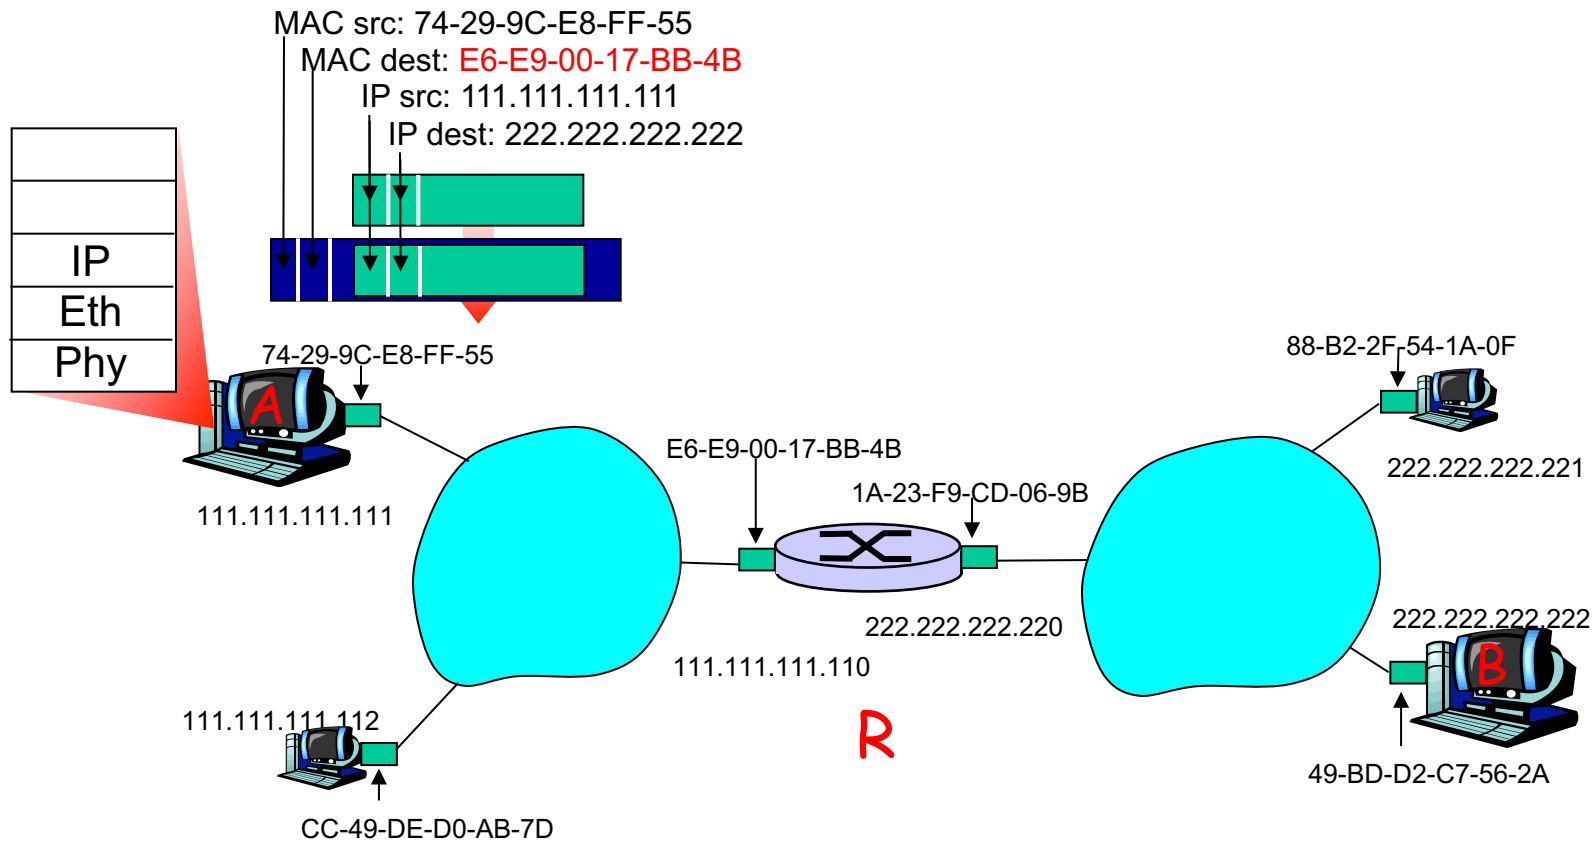 MAC src: 74-29-9C-E8-FF-55
MAC dest: E6-E9-00-17-BB-4B
IP src: 111.111.111.111
IP dest: 222.222.222.222
IP
Eth
Phy
74-29-9C-E8-FF-55
88-B2-2F-54-1A-0F
A
E6-E9-00-17-BB-4B
222.222.222.221
1A-23-F9-CD-06-9B
111.111.111.111
222.222.222.222
222.222.222.220
111.111.111.110
B
111.111.111.112
R
49-BD-D2-C7-56-2A
CC-49-DE-D0-AB-7D